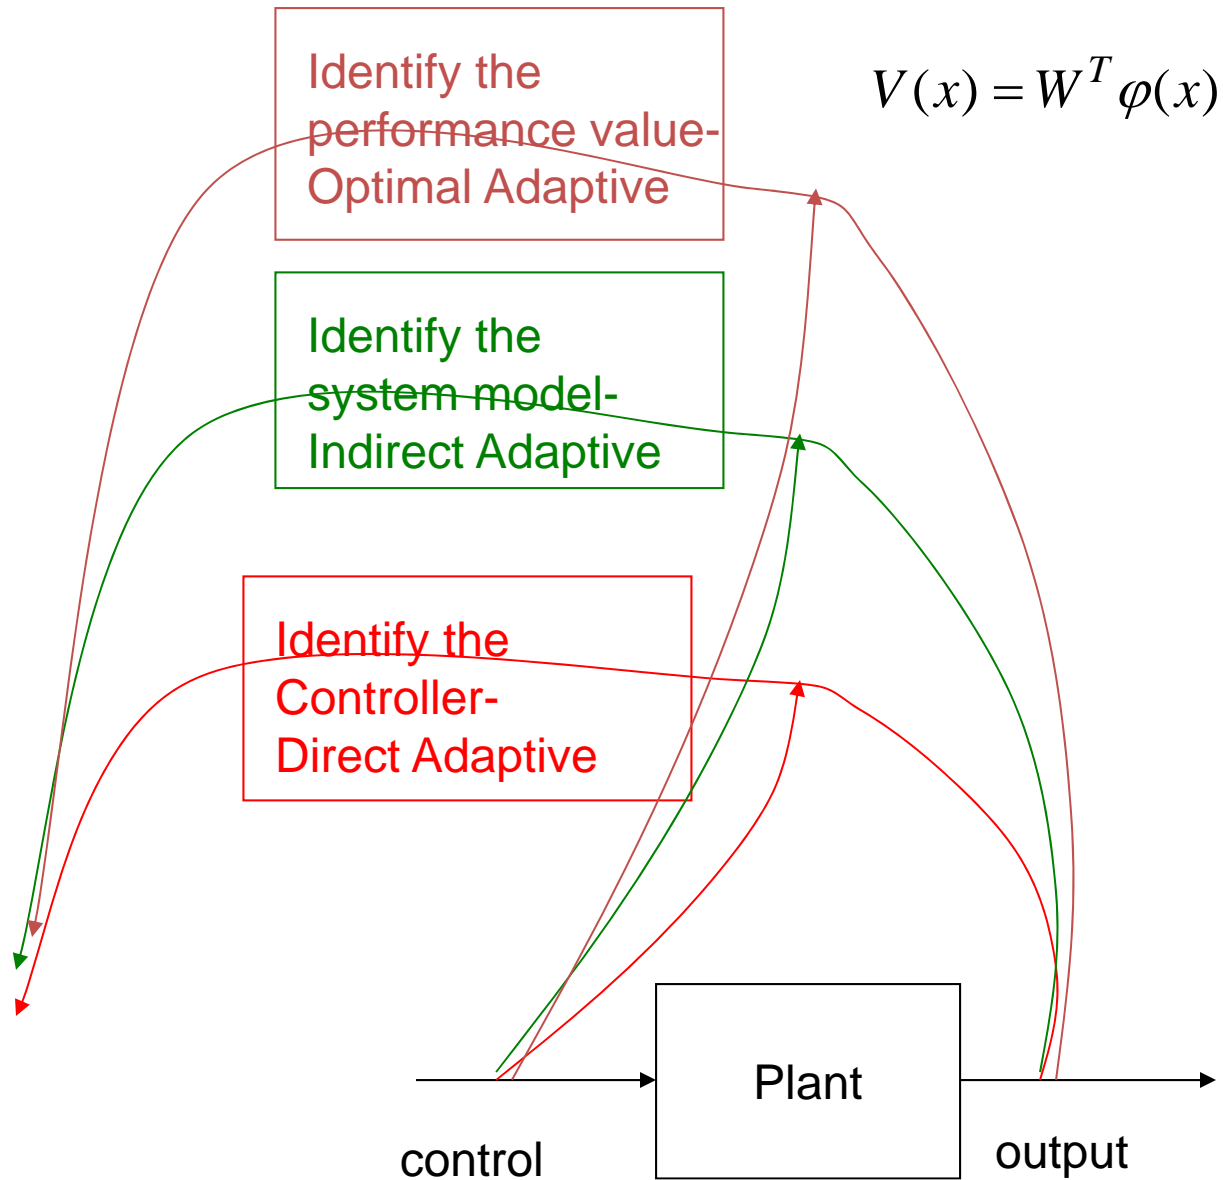 Identify the
performance value-
Optimal Adaptive
V(x) = W^T φ(x)
Identify the
system model-
Indirect Adaptive
Identify the
Controller-
Direct Adaptive
Plant
control
output